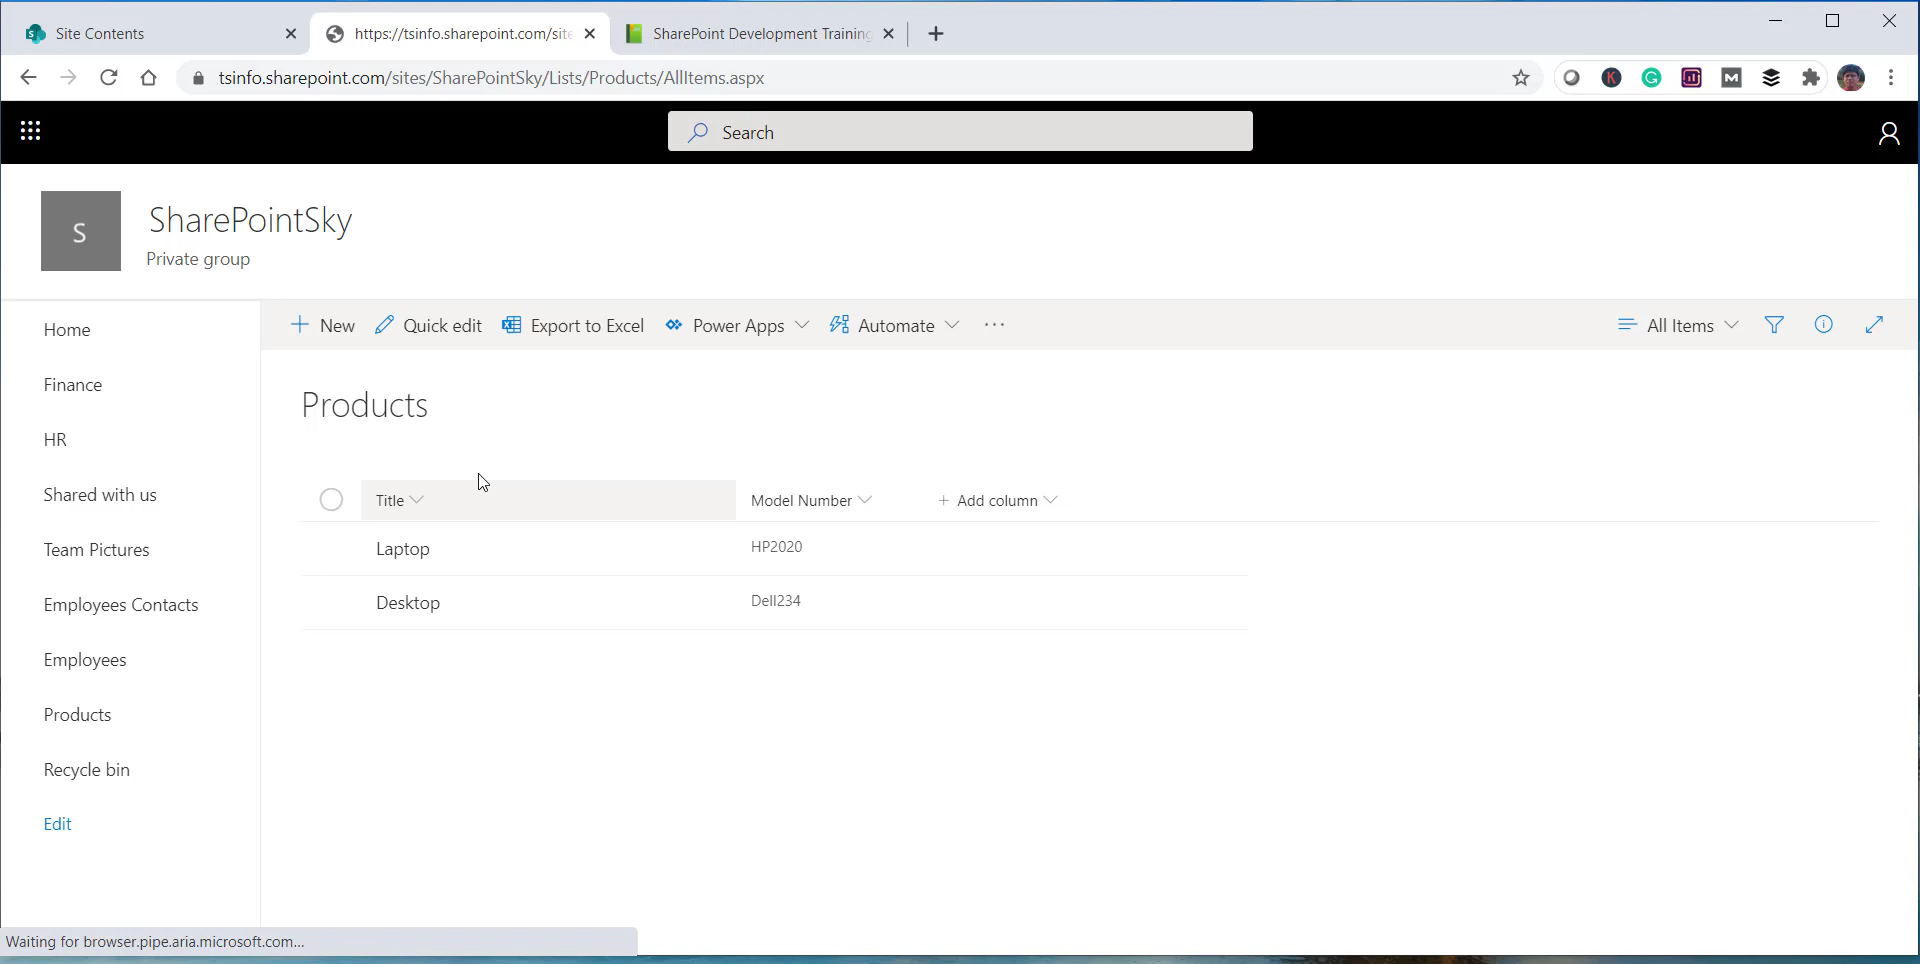 Site Contents
https://tsinfo.sharepoint.com/site
SharePoint Development Training
tsinfo.sharepoint.com/sites/SharePointSky/Lists/Products/AllItems.aspx
K
G
M
Search
S
SharePointSky
Private group
Home
Finance
HR
Shared with us
Team Pictures
Employees Contacts
Employees
Products
Recycle bin
Edit
New
Quick edit
Export to Excel
Power Apps
Automate
All Items
Products
Title
Model Number
+ Add column
Laptop
HP2020
Desktop
Dell234
Waiting for browser.pipe.aria.microsoft.com...